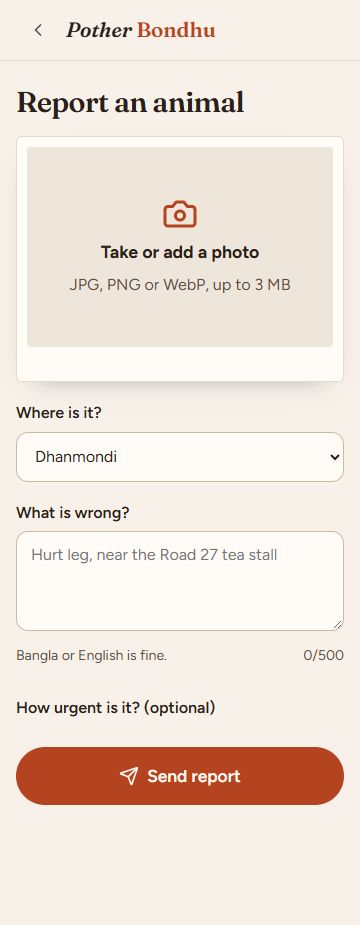 Pother Bondhu
Report an animal
Take or add a photo
JPG, PNG or WebP, up to 3 MB
Where is it?
Dhanmondi
What is wrong?
Hurt leg, near the Road 27 tea stall
Bangla or English is fine.
0/500
How urgent is it? (optional)
Send report